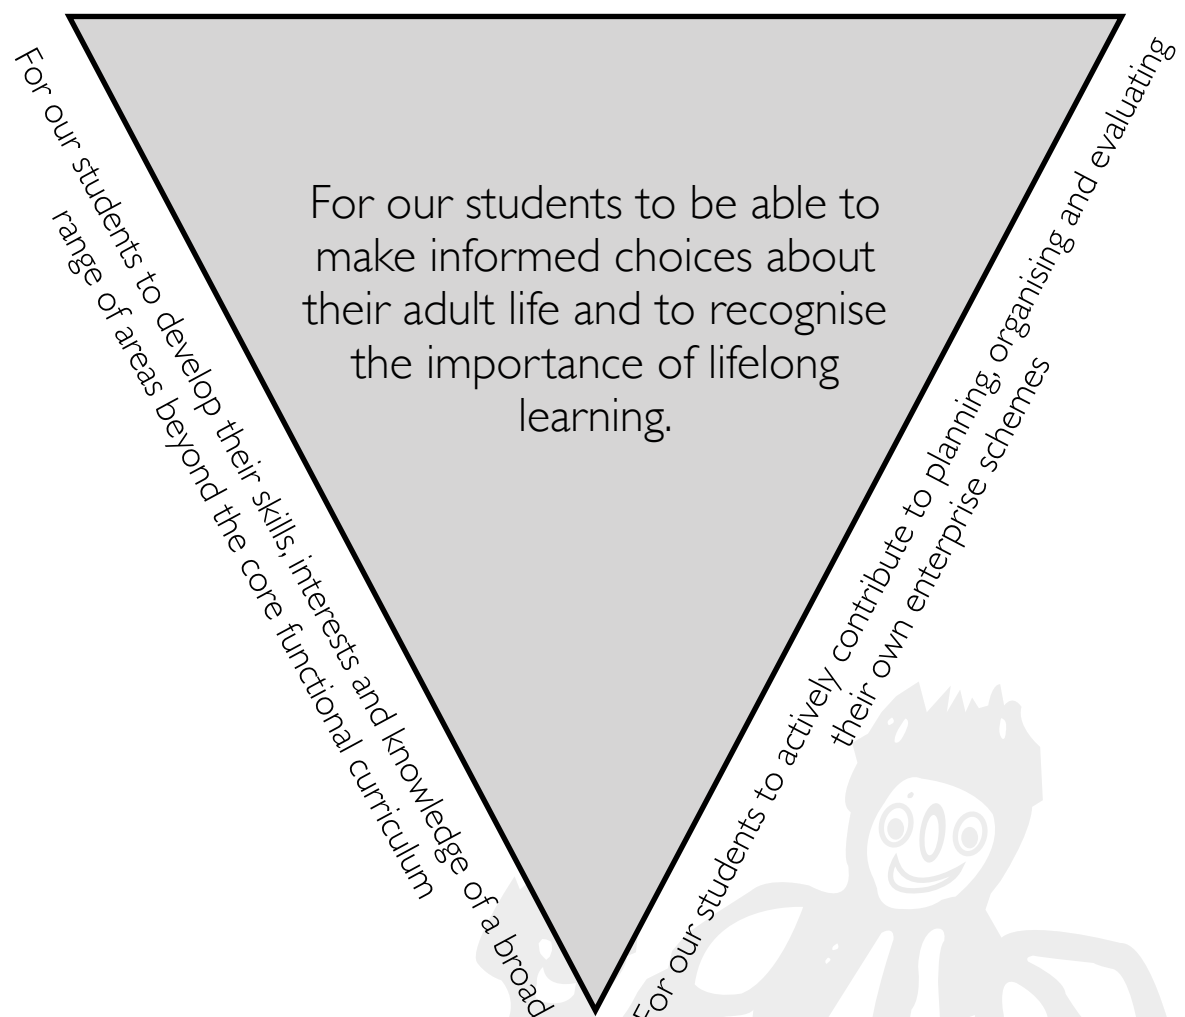 For our students to be able to
make informed choices about
their adult life and to recognise
the importance of lifelong
learning.
For our students to develop their skills, interests and knowledge of a broad
range of areas beyond the core functional curriculum
For our students to actively contribute to planning, organising and evaluating
their own enterprise schemes